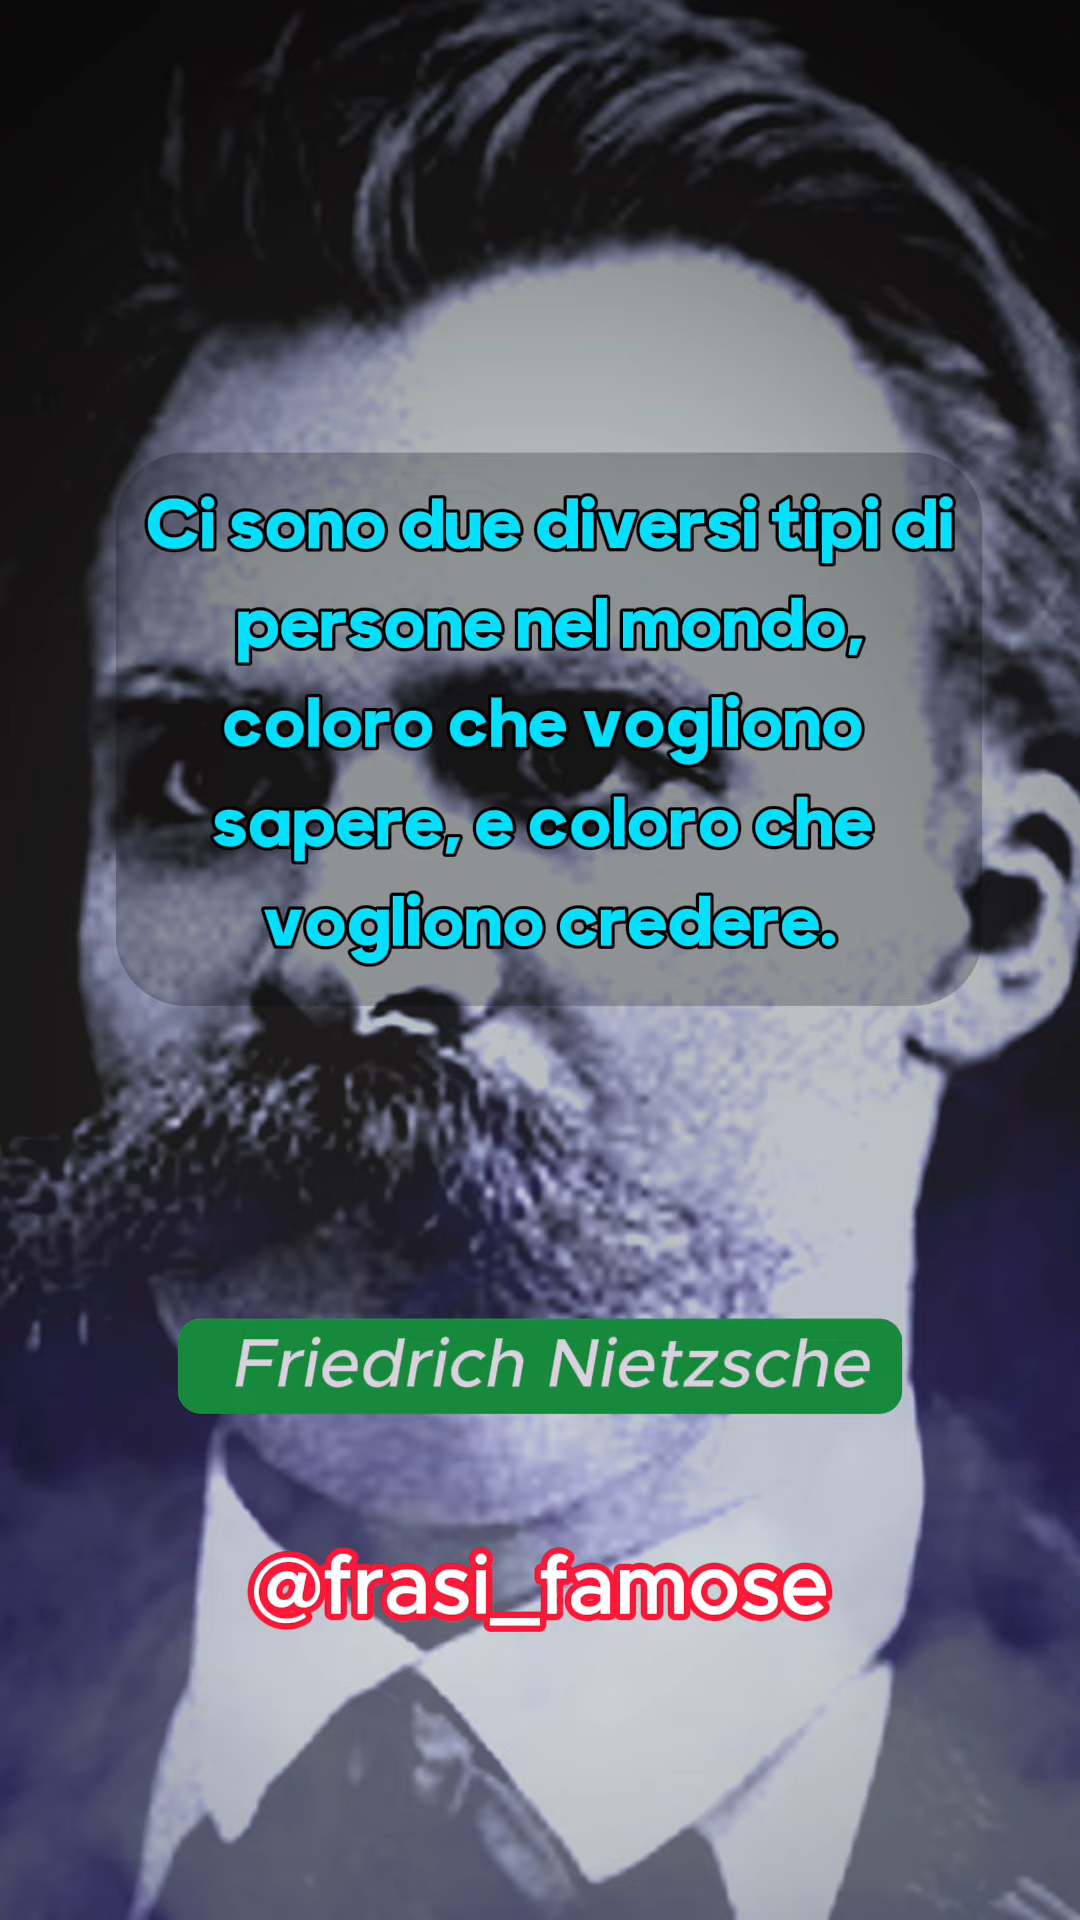 Ci sono due diversi tipi di
persone nel mondo,
coloro che vogliono
sapere, e coloro che
vogliono credere.
Friedrich Nietzsche
@frasi_famose